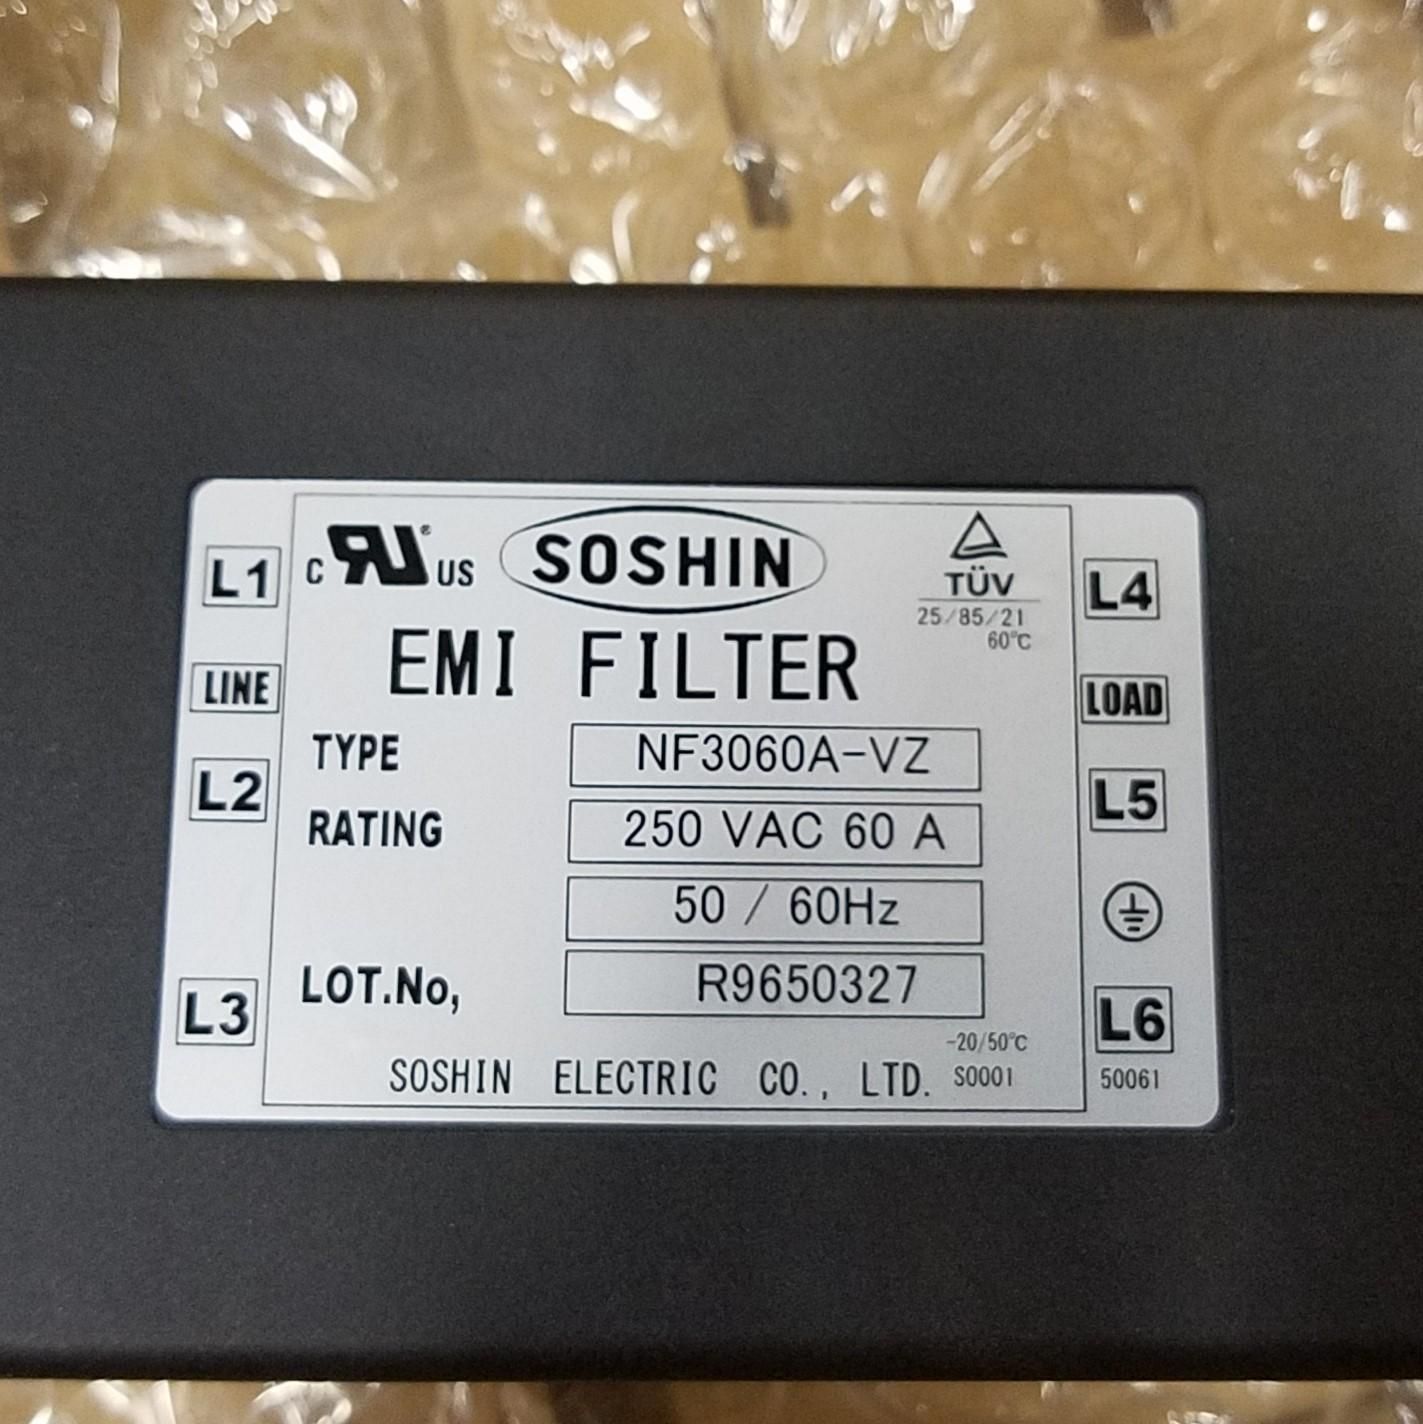 L1
c RU® US
SOSHIN
TÜV
25/85/21
60℃
L4
EMI FILTER
LINE
LOAD
TYPE NF3060A-VZ
L2
RATING 250 VAC 60 A
L5
50 / 60Hz
LOT.No, R9650327
L3
L6
-20/50℃
SOSHIN ELECTRIC CO., LTD. S0001
50061